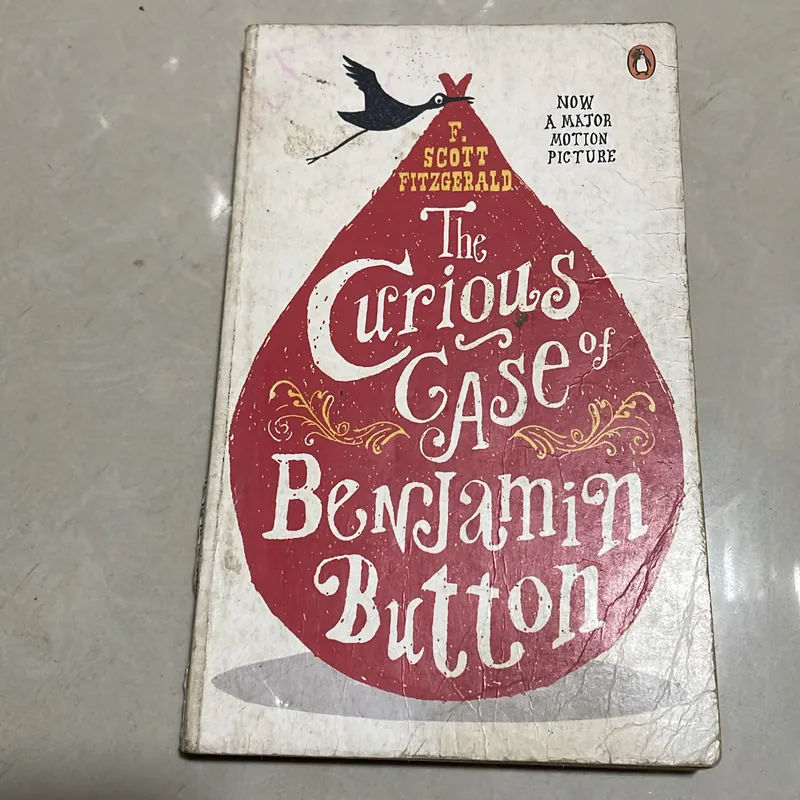 NOW
A MAJOR
MOTION
PICTURE
F.
SCOTT
FITZGERALD
The
Curious
CASE of
BENJAMIN
Button